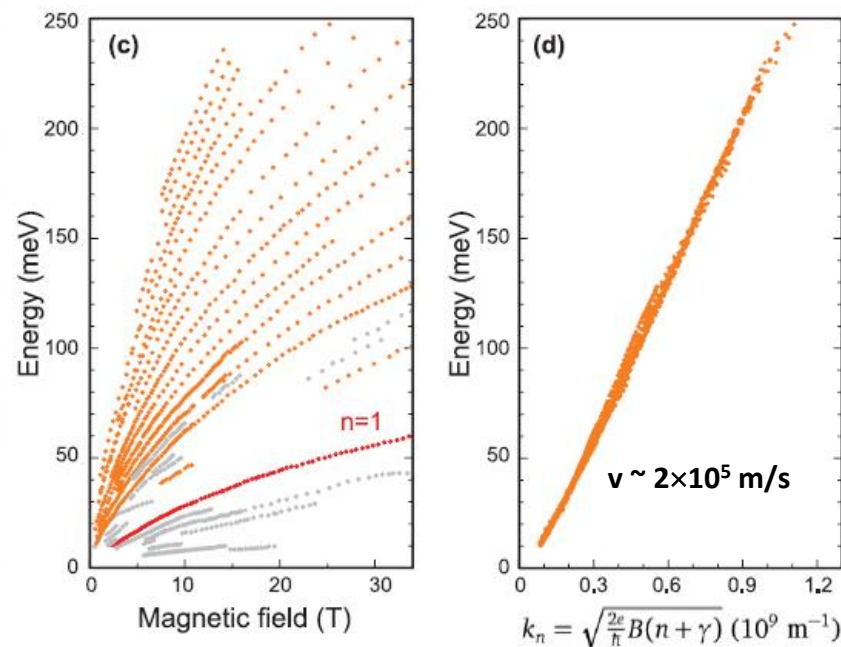 (c)
250
200
150
100
50
0
Energy (meV)
n=1
0 10 20 30
Magnetic field (T)
(d)
250
200
150
100
50
0
Energy (meV)
v ~ 2×10⁵ m/s
0 0.3 0.6 0.9 1.2
kₙ = √(2e/ħ B(n + γ)) (10⁹ m⁻¹)